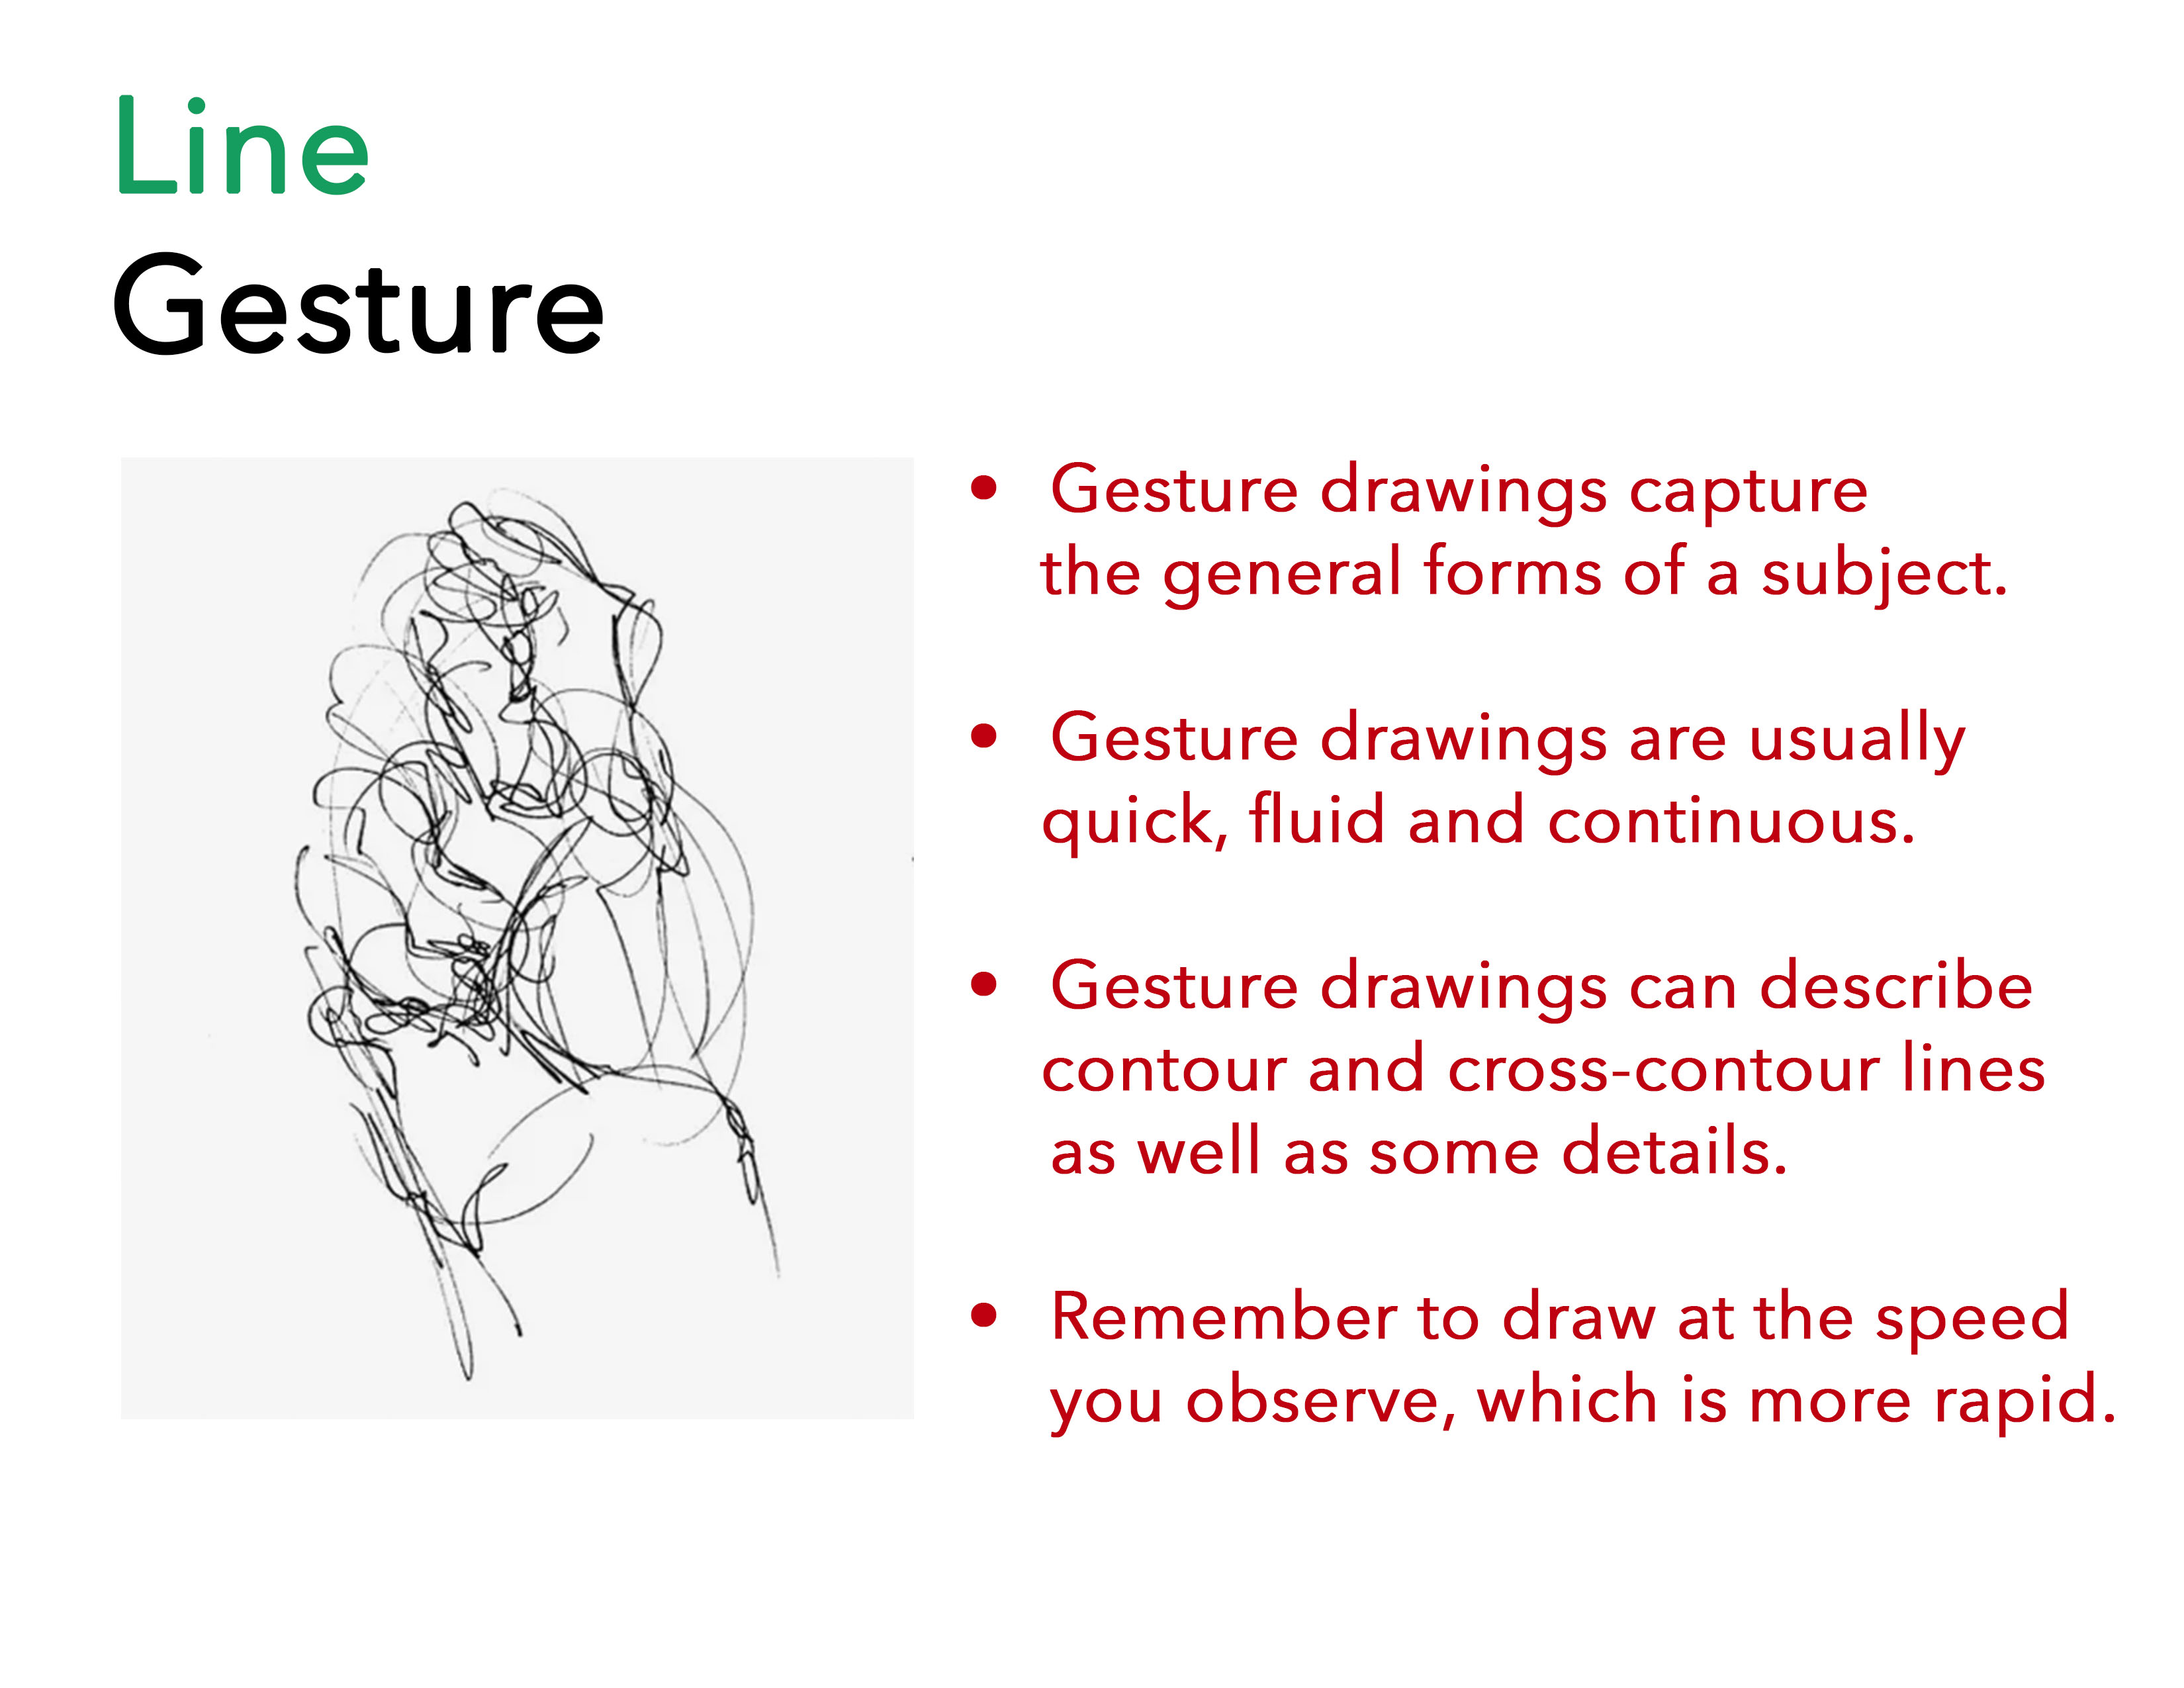 Line
Gesture
• Gesture drawings capture
the general forms of a subject.
• Gesture drawings are usually
quick, fluid and continuous.
• Gesture drawings can describe
contour and cross-contour lines
as well as some details.
• Remember to draw at the speed
you observe, which is more rapid.